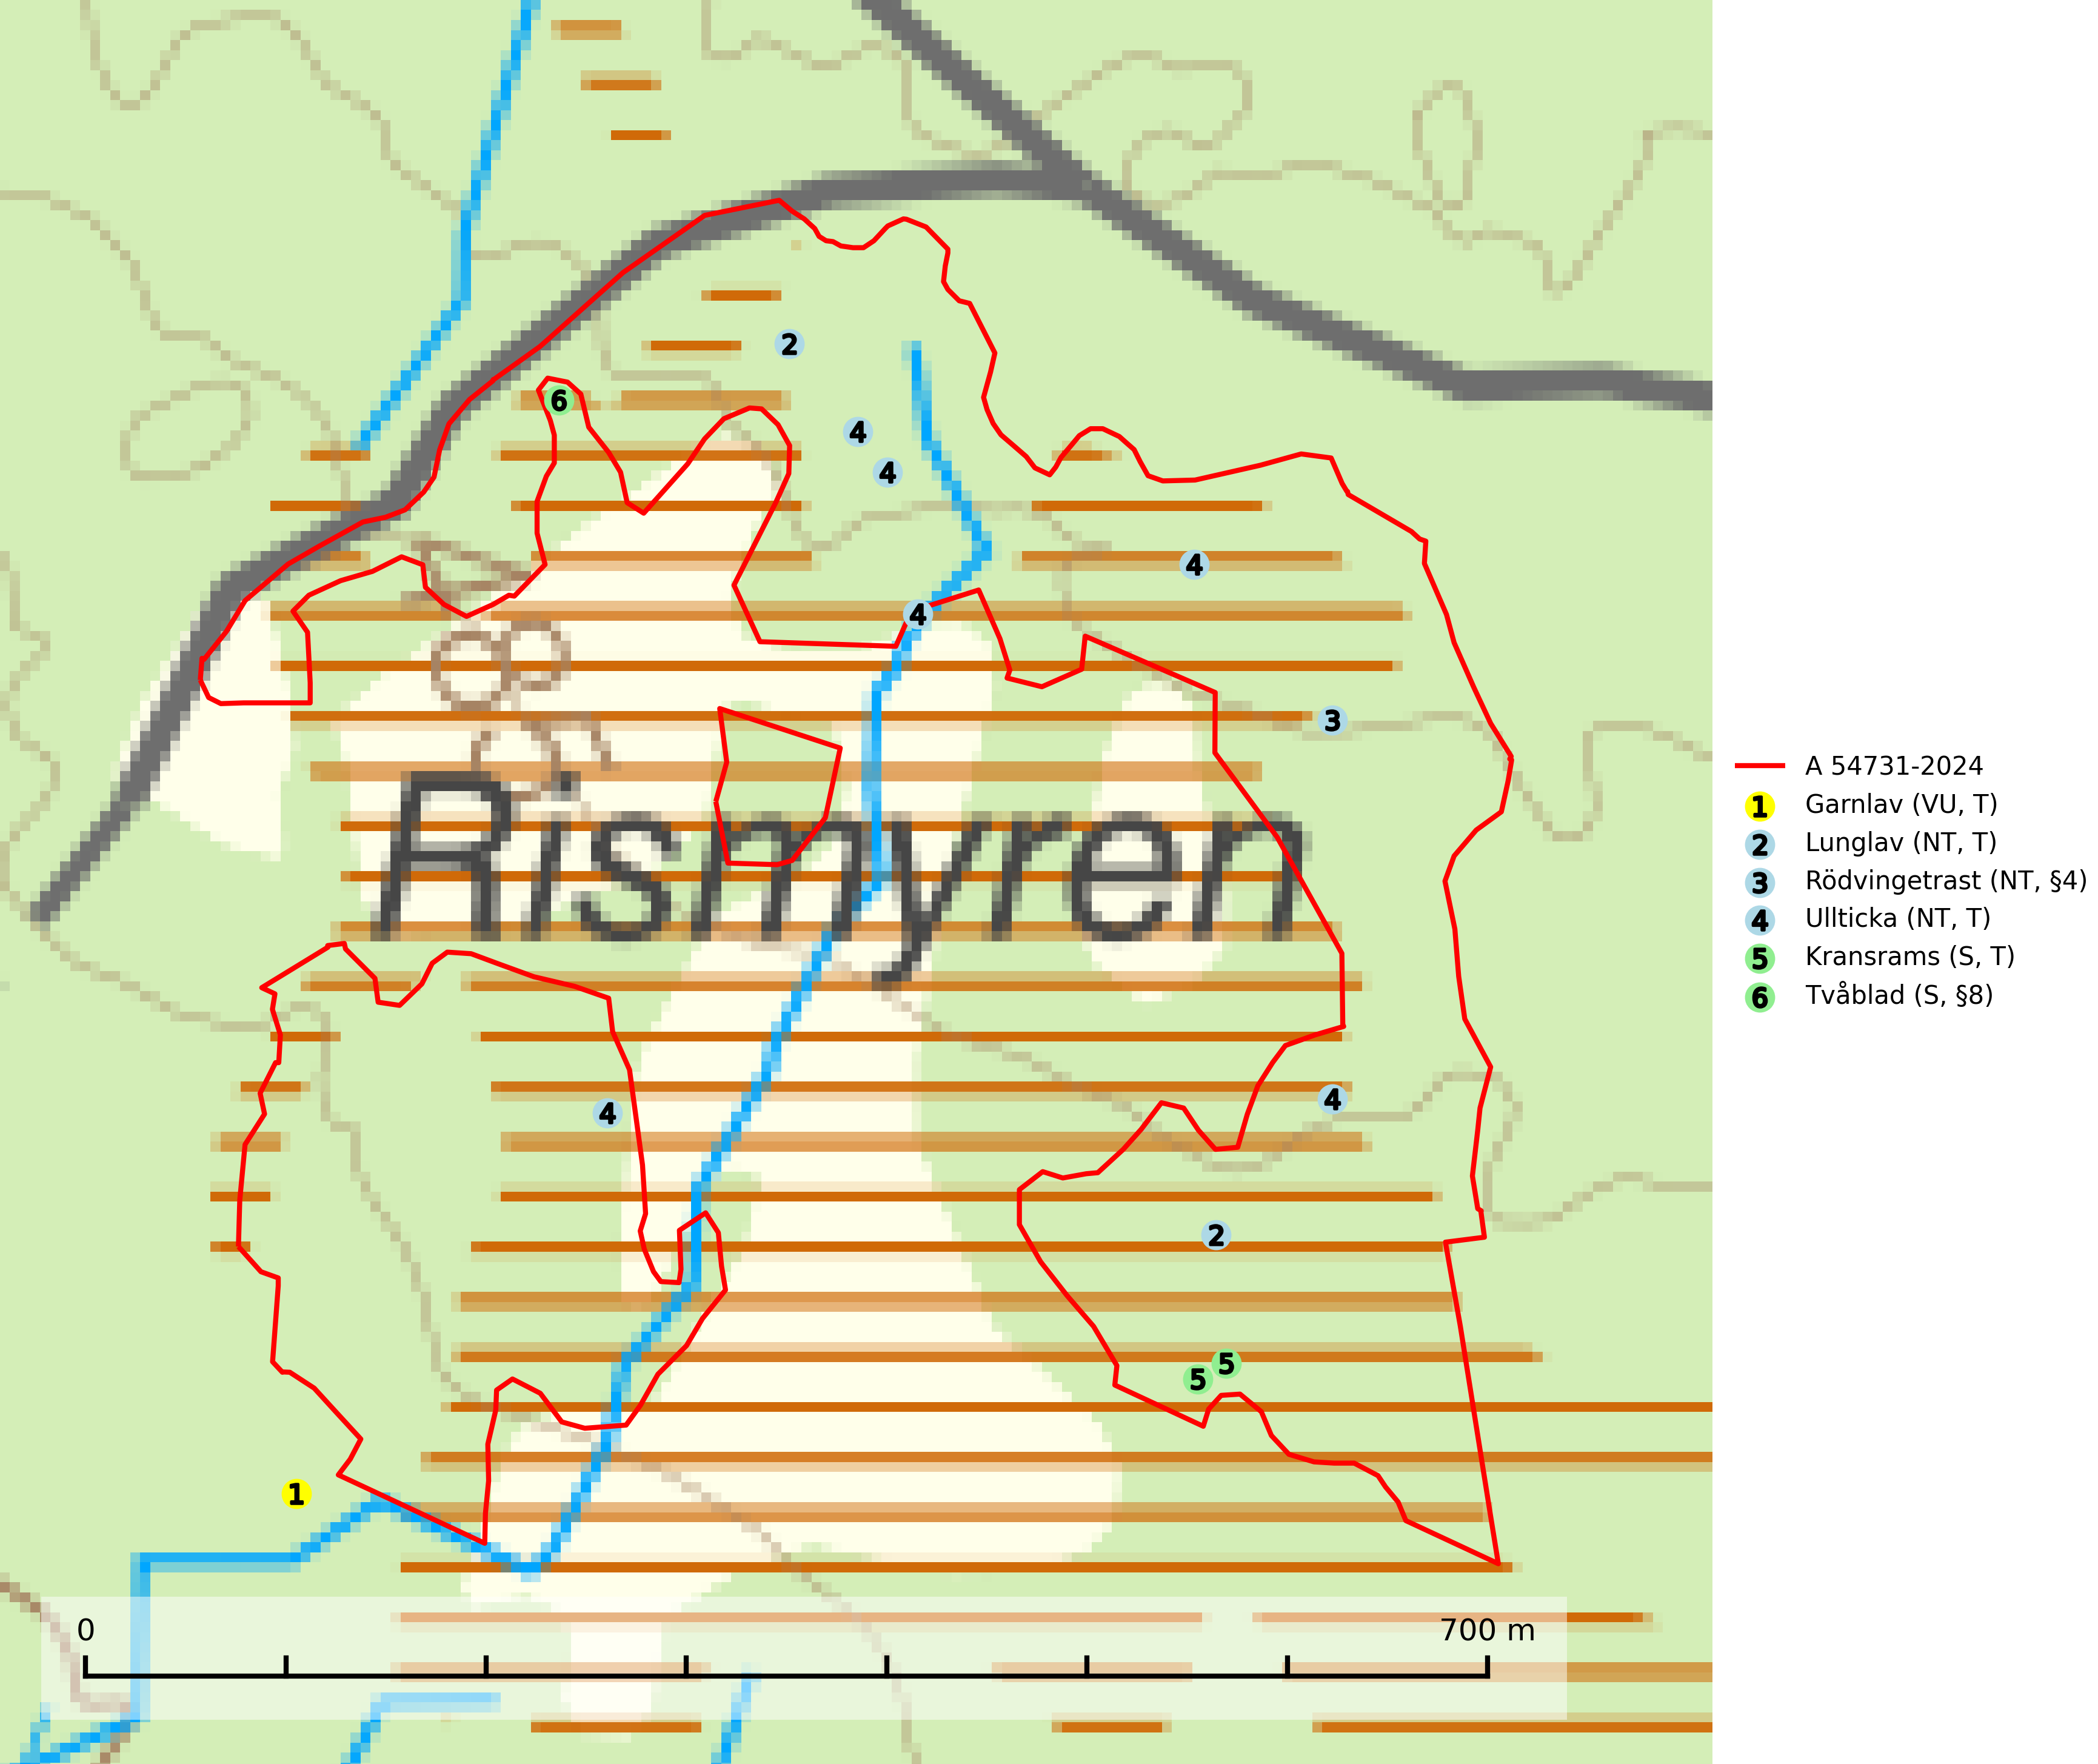 2
6
4
4
4
4
3
Rismyren
4
4
2
5
5
1
0
700 m
A 54731-2024
1 Garnlav (VU, T)
2 Lunglav (NT, T)
3 Rödvingetrast (NT, §4)
4 Ullticka (NT, T)
5 Kransrams (S, T)
6 Tvåblad (S, §8)